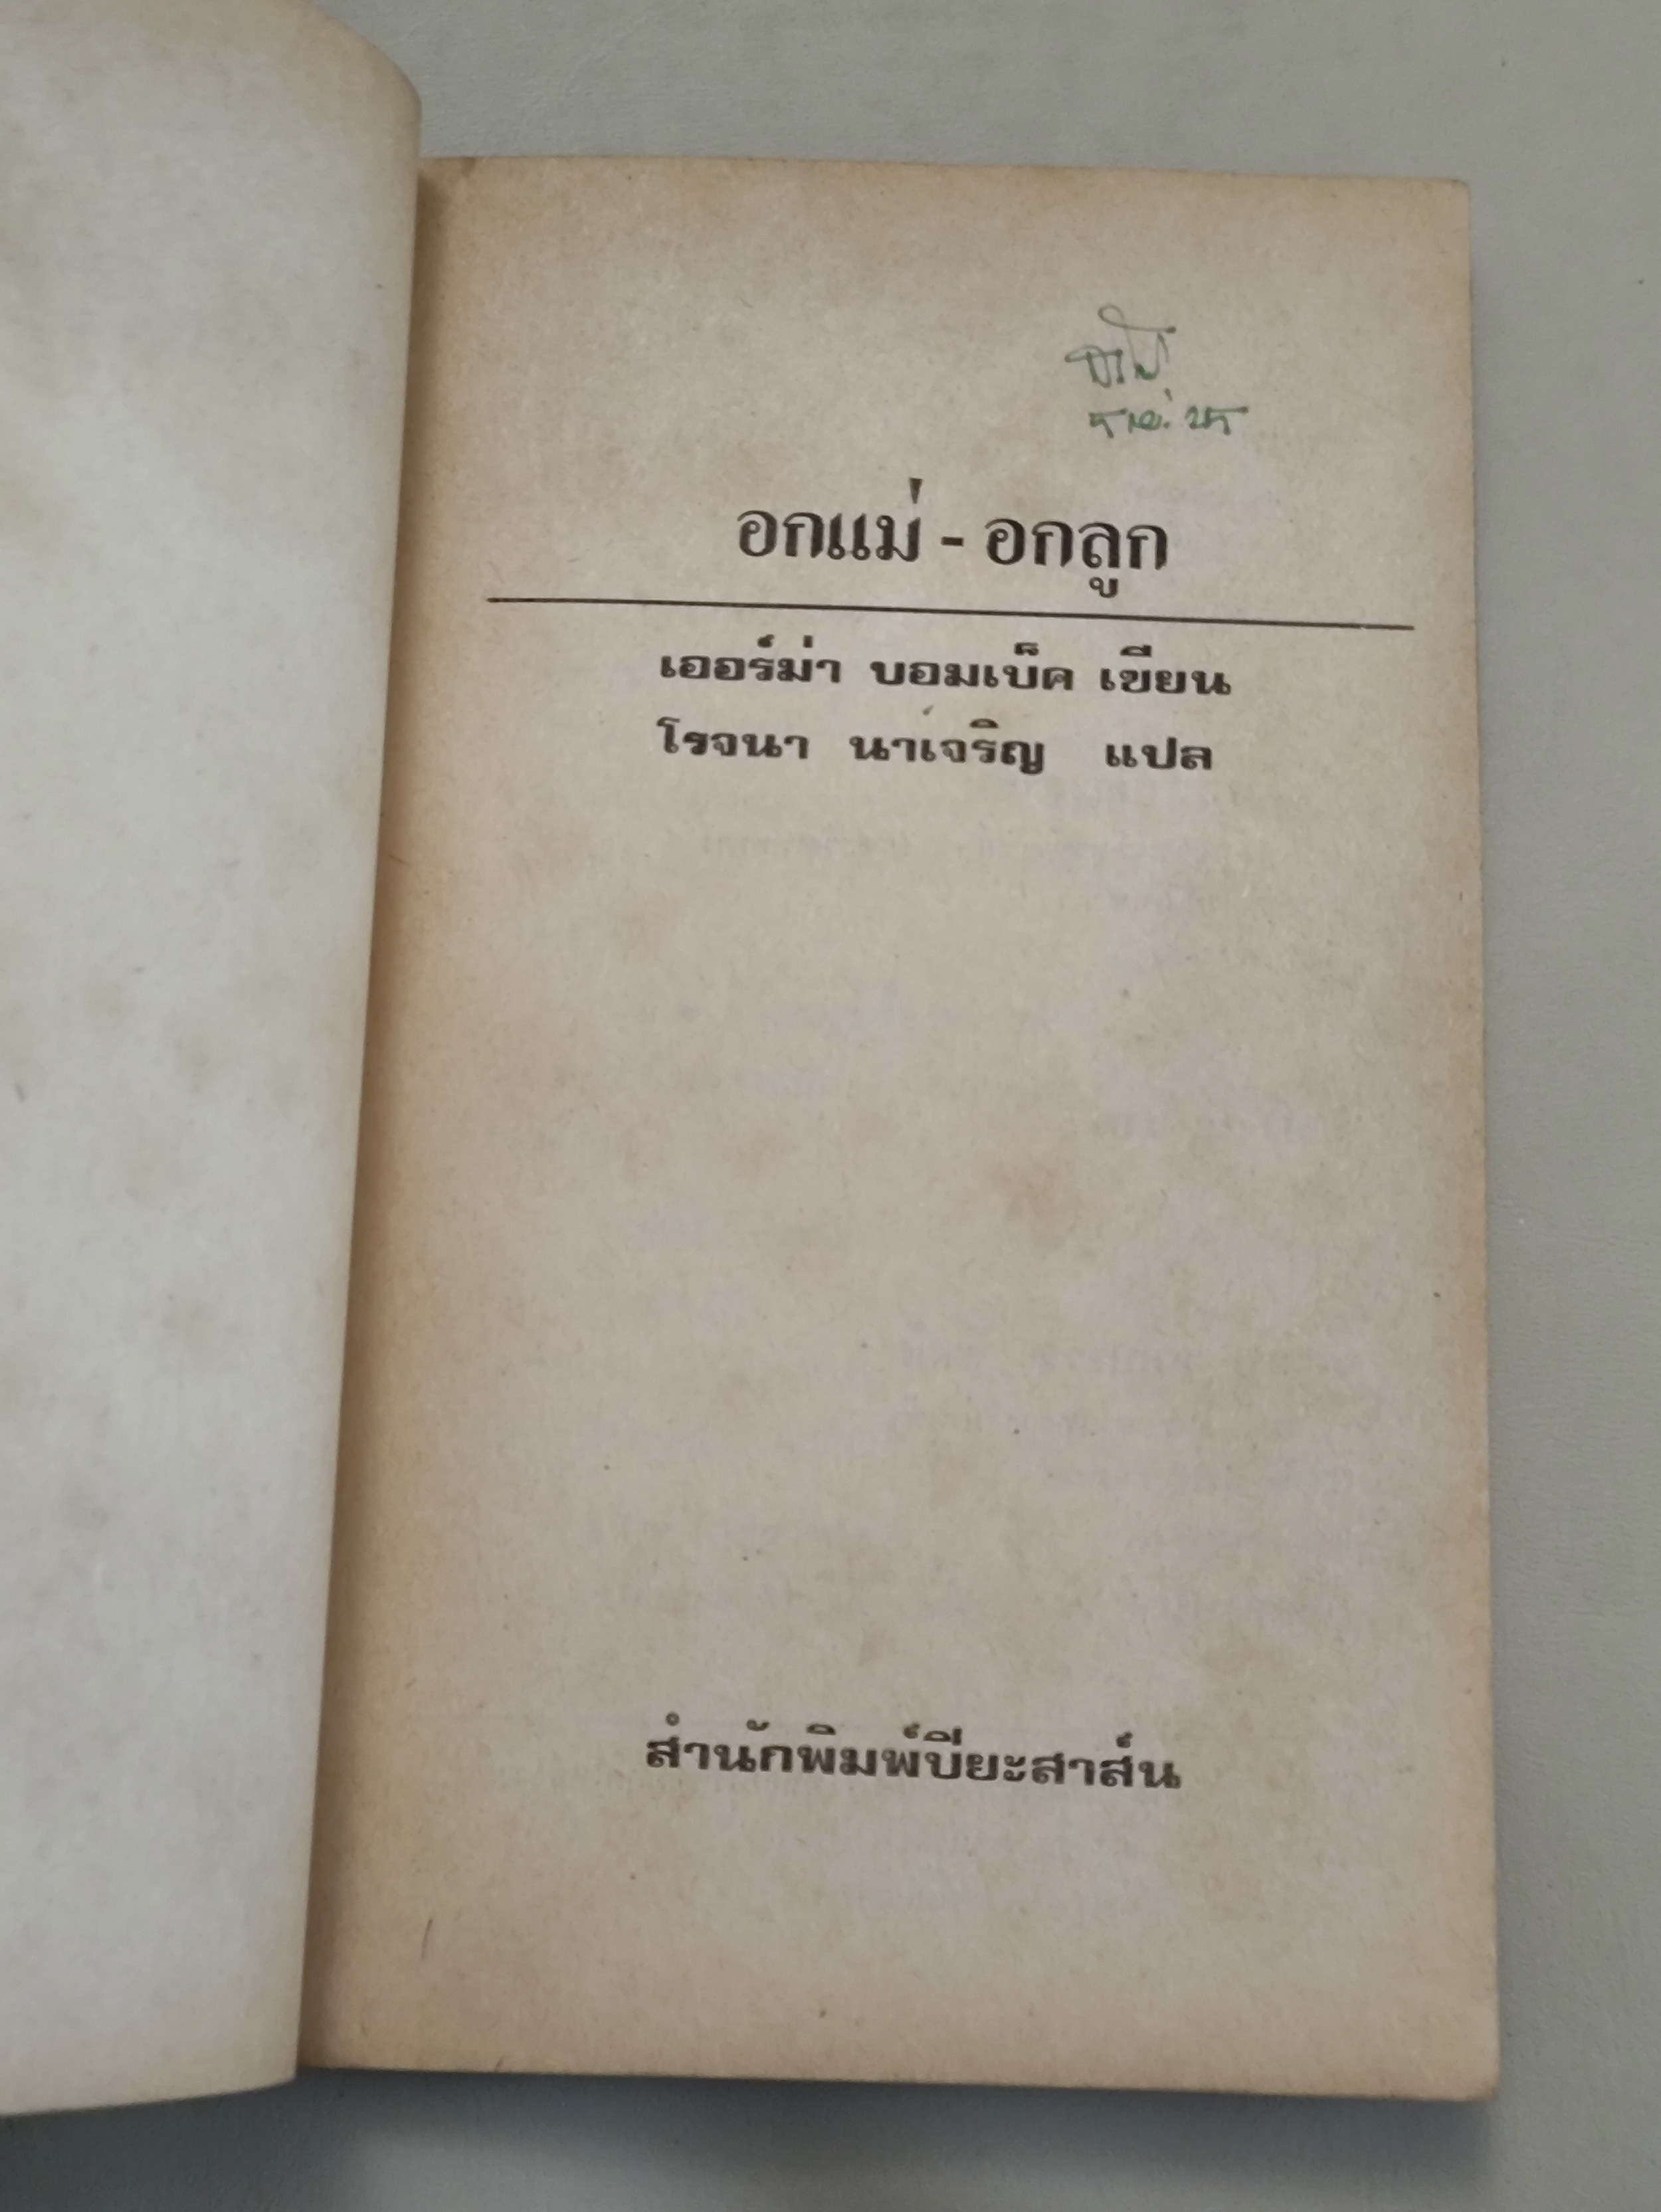 อกแม่ - อกลูก
เออร์ม่า บอมเบ็ค เขียน
โรจนา นาเจริญ แปล
สำนักพิมพ์ปิยะสาส์น